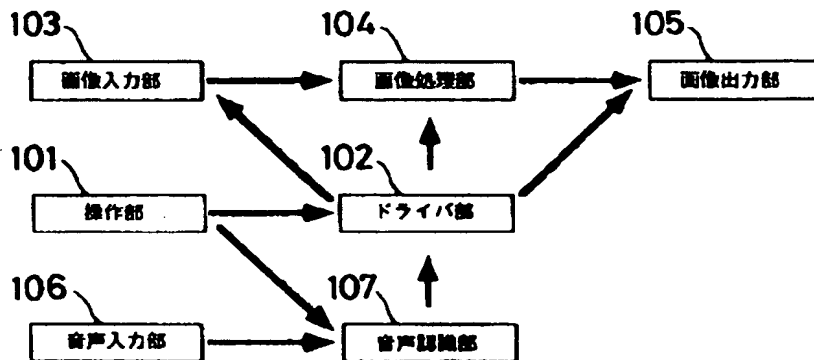 103 104 105
画像入力部 画像処理部 画像出力部
101 102
操作部 ドライバ部
106 107
音声入力部 音声認識部